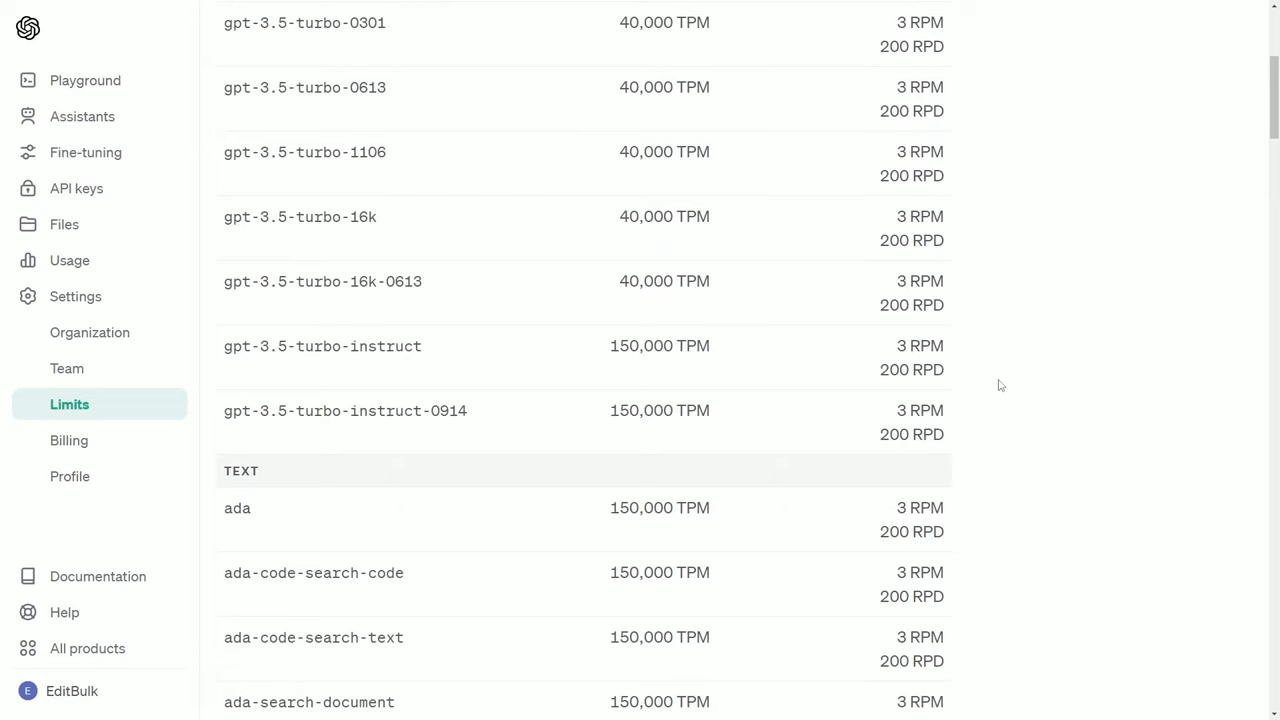 Playground
Assistants
Fine-tuning
API keys
Files
Usage
Settings
Organization
Team
Limits
Billing
Profile
Documentation
Help
All products
E EditBulk
gpt-3.5-turbo-0301 40,000 TPM 3 RPM
200 RPD
gpt-3.5-turbo-0613 40,000 TPM 3 RPM
200 RPD
gpt-3.5-turbo-1106 40,000 TPM 3 RPM
200 RPD
gpt-3.5-turbo-16k 40,000 TPM 3 RPM
200 RPD
gpt-3.5-turbo-16k-0613 40,000 TPM 3 RPM
200 RPD
gpt-3.5-turbo-instruct 150,000 TPM 3 RPM
200 RPD
gpt-3.5-turbo-instruct-0914 150,000 TPM 3 RPM
200 RPD
TEXT
ada 150,000 TPM 3 RPM
200 RPD
ada-code-search-code 150,000 TPM 3 RPM
200 RPD
ada-code-search-text 150,000 TPM 3 RPM
200 RPD
ada-search-document 150,000 TPM 3 RPM